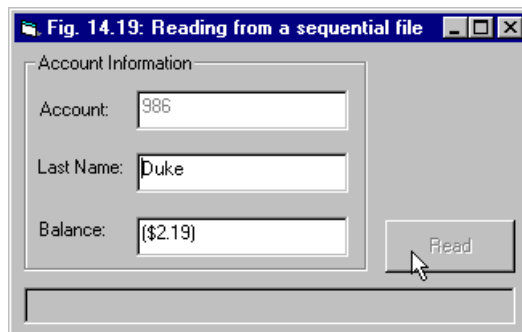 Fig. 14.19: Reading from a sequential file
Account Information
Account: 986
Last Name: Duke
Balance: ($2.19)
Read